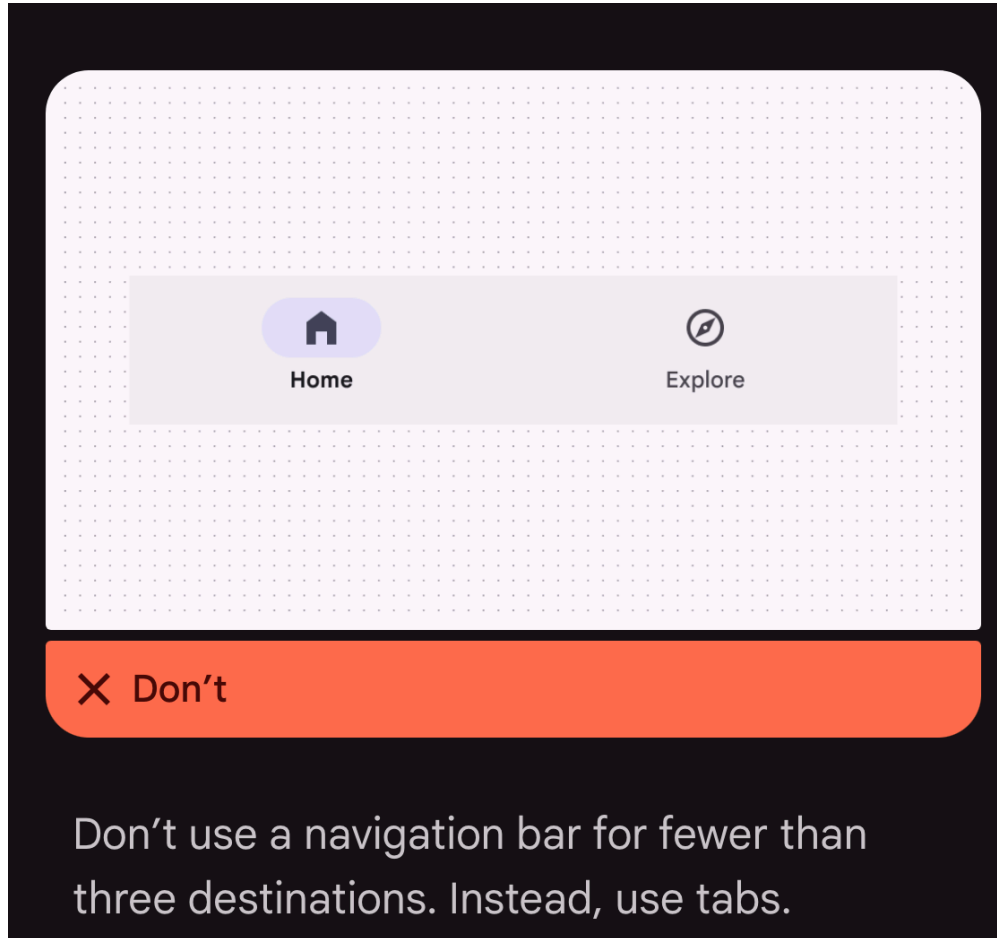 Home
Explore
Don’t
Don’t use a navigation bar for fewer than
three destinations. Instead, use tabs.